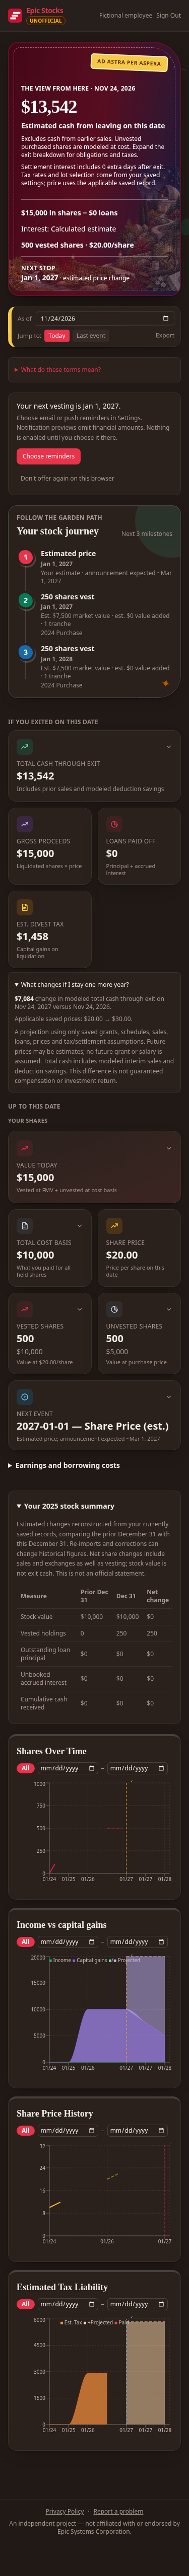 Epic Stocks
UNOFFICIAL
Fictional employee Sign Out
AD ASTRA PER ASPERA
THE VIEW FROM HERE · NOV 24, 2026
$13,542
Estimated cash from leaving on this date
Excludes cash from earlier sales. Unvested
purchased shares are modeled at cost. Expand the
exit breakdown for obligations and taxes.
Settlement interest includes 0 extra days after exit.
Tax rates and lot selection come from your saved
settings; price uses the applicable saved record.
$15,000 in shares − $0 loans
Interest: Calculated estimate
500 vested shares · $20.00/share
NEXT STOP
Jan 1, 2027 · estimated price change
As of 11/24/2026
Jump to: Today Last event Export
What do these terms mean?
Your next vesting is Jan 1, 2027.
Choose email or push reminders in Settings.
Notifications omit financial amounts. Nothing
is enabled until you choose it there.
Choose reminders
Don't offer again on this browser
FOLLOW THE GARDEN PATH
Your stock journey
Next 3 milestones
1 Estimated price
Jan 1, 2027
Your estimate · announcement expected ~Mar
1, 2027
2 250 shares vest
Jan 1, 2027
Est. $7,500 market value · est. $0 value added
· 1 tranche
2024 Purchase
3 250 shares vest
Jan 1, 2028
Est. $7,500 market value · est. $0 value added
· 1 tranche
2024 Purchase
IF YOU EXITED ON THIS DATE
TOTAL CASH THROUGH EXIT
$13,542
Includes prior sales and modeled deduction savings
GROSS PROCEEDS
$15,000
Liquidated shares × price
LOANS PAID OFF
$0
Principal + accrued
interest
EST. DIVEST TAX
$1,458
Capital gains on
liquidation
What changes if I stay one more year?
$7,084 change in modeled total cash through exit on
Nov 24, 2027 versus Nov 24, 2026.
Applicable saved prices: $20.00 → $30.00.
A projection using only saved grants, schedules, sales,
loans, prices and tax/settlement assumptions. Future
prices may be estimates; no future grant or salary is
assumed. Total cash includes modeled interim sales and
deduction savings. This difference is not guaranteed
compensation or investment return.
UP TO THIS DATE
YOUR SHARES
VALUE TODAY
$15,000
Vested at FMV + unvested at cost basis
TOTAL COST BASIS
$10,000
What you paid for all
held shares
SHARE PRICE
$20.00
Price per share on this
date
VESTED SHARES
500
$10,000
Value at $20.00/share
UNVESTED SHARES
500
$5,000
Value at purchase price
NEXT EVENT
2027-01-01 — Share Price (est.)
Estimated price; announcement expected ~Mar 1, 2027
Earnings and borrowing costs
Your 2025 stock summary
Estimated changes reconstructed from your currently
saved records, comparing the prior December 31 with
this December 31. Re-imports and corrections can
change historical figures. Net share changes include
sales and exchanges as well as vesting; stock value is
not exit cash. This is not an official statement.
Measure Prior Dec 31 Dec 31 Net change
Stock value $10,000 $10,000 $0
Vested holdings 0 250 250
Outstanding loan principal $0 $0 $0
Unbooked accrued interest $0 $0 $0
Cumulative cash received $0 $0 $0
Shares Over Time
All mm/dd/yyyy – mm/dd/yyyy
1000
750
500
250
0
01/24 01/25 01/26 01/27 01/27 01/28
Income vs capital gains
All mm/dd/yyyy – mm/dd/yyyy
20000
Income Capital gains
15000
10000
5000
0
01/24 01/25 01/26 01/27 01/27 01/28
Share Price History
All mm/dd/yyyy – mm/dd/yyyy
32
24
16
8
0
01/24 01/26 01/27
Estimated Tax Liability
All mm/dd/yyyy – mm/dd/yyyy
6000
Est. Tax Projected Paid
4500
3000
1500
0
01/24 01/25 01/26 01/27 01/27 01/28
Privacy Policy · Report a problem
An independent project — not affiliated with or endorsed by
Epic Systems Corporation.